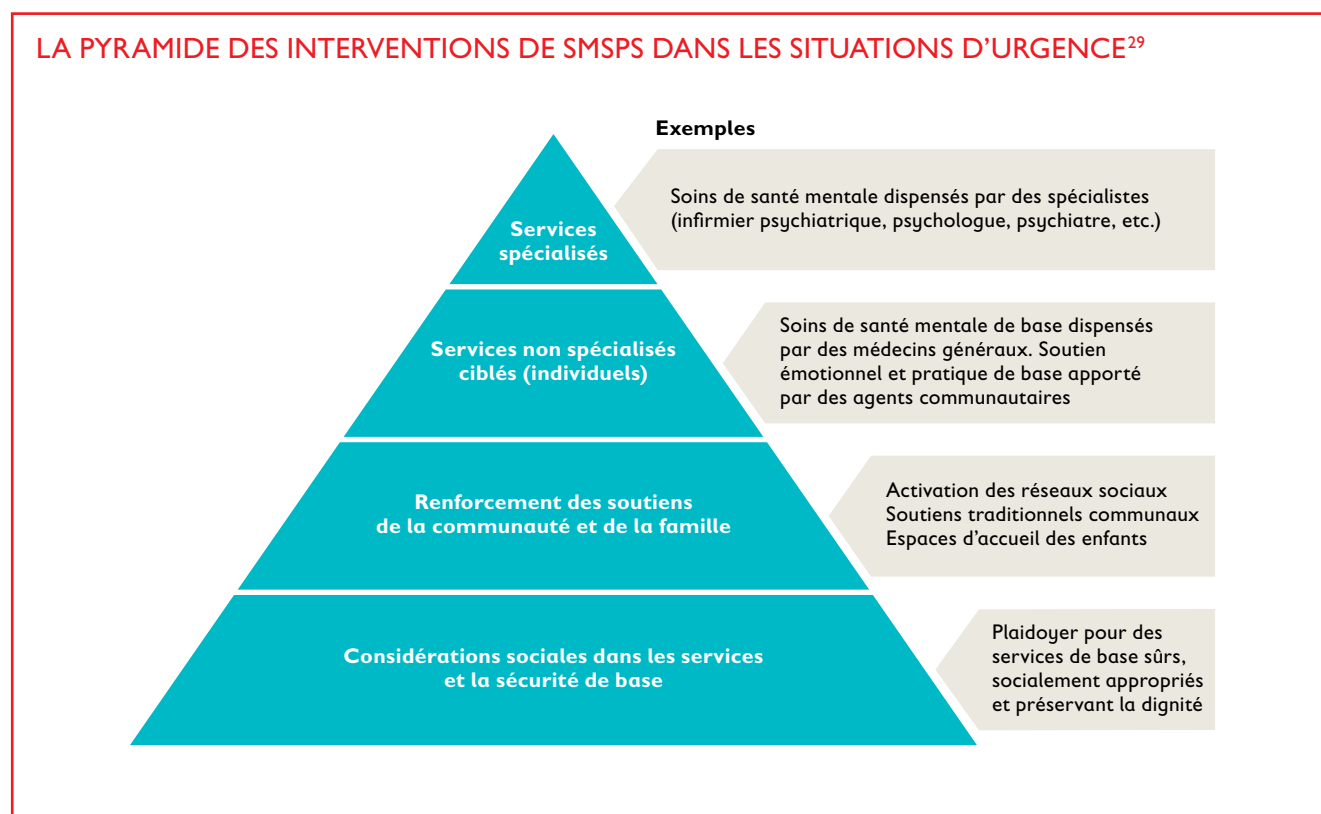 LA PYRAMIDE DES INTERVENTIONS DE SMSPS DANS LES SITUATIONS D’URGENCE29
Exemples
Services
spécialisés
Soins de santé mentale dispensés par des spécialistes
(infirmier psychiatrique, psychologue, psychiatre, etc.)
Services non spécialisés
ciblés (individuels)
Soins de santé mentale de base dispensés
par des médecins généraux. Soutien
émotionnel et pratique de base apporté
par des agents communautaires
Renforcement des soutiens
de la communauté et de la famille
Activation des réseaux sociaux
Soutiens traditionnels communaux
Espaces d’accueil des enfants
Considérations sociales dans les services
et la sécurité de base
Plaidoyer pour des
services de base sûrs,
socialement appropriés
et préservant la dignité